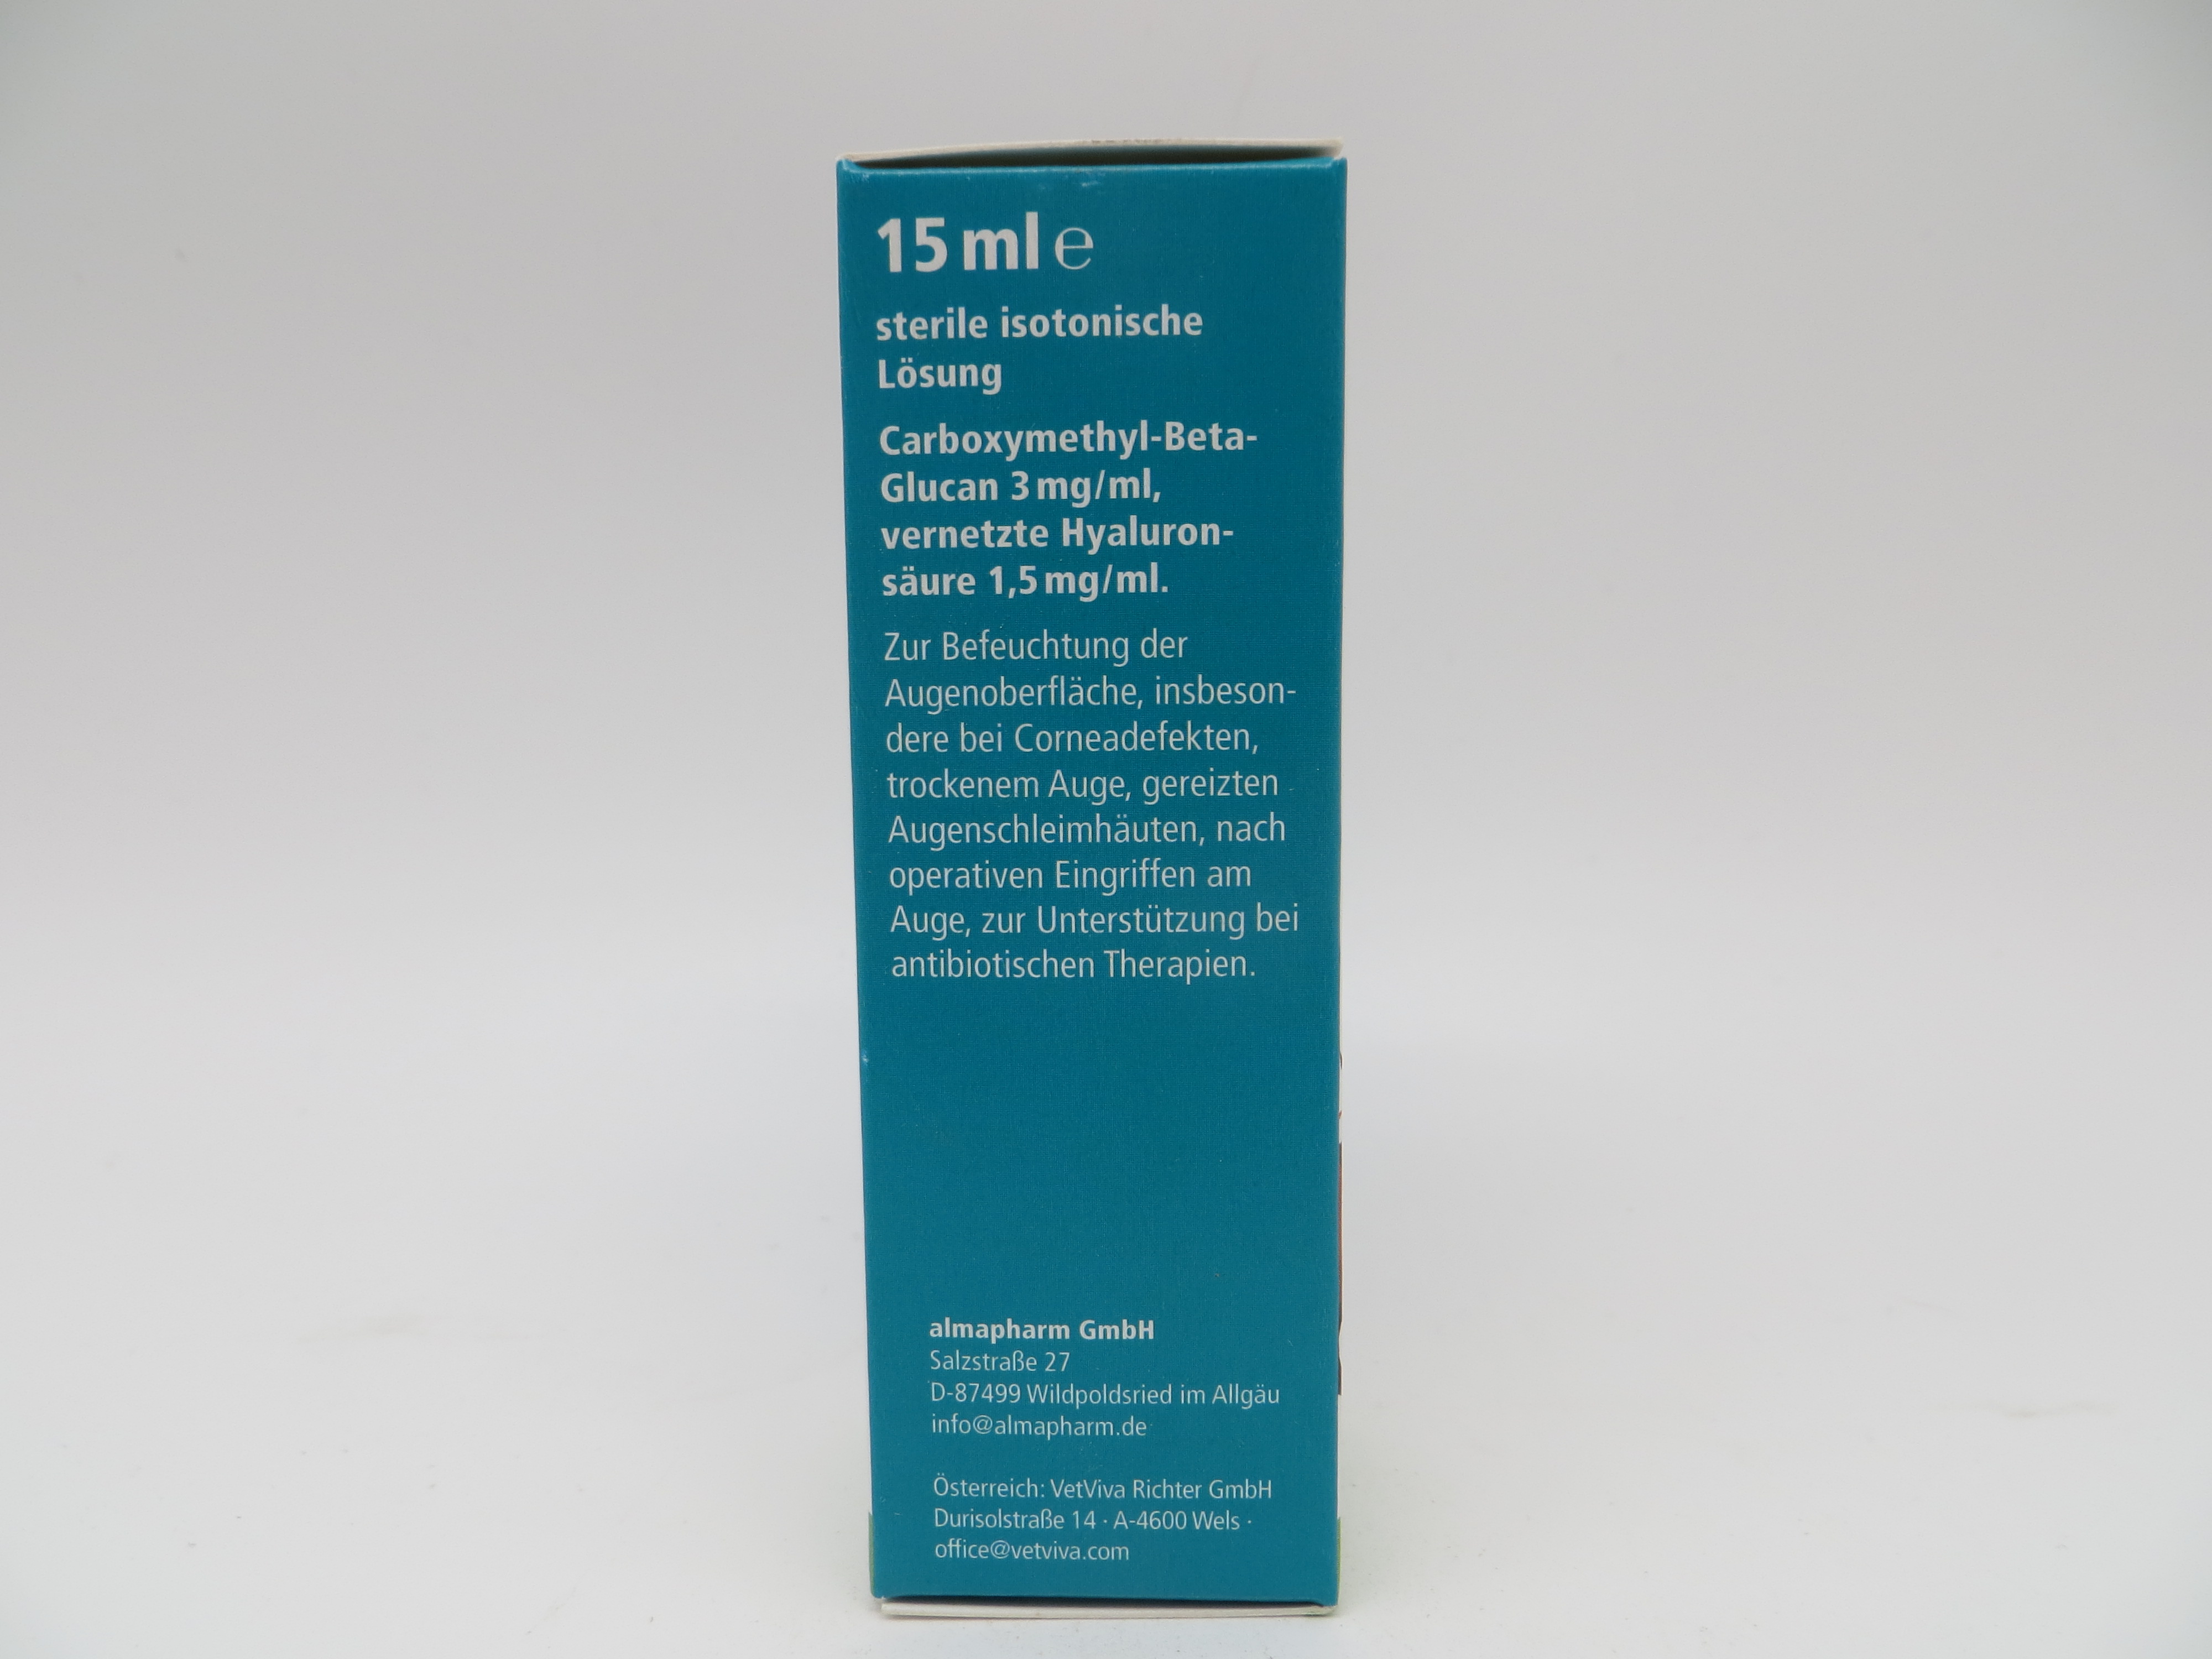 15 ml ℮
sterile isotonische
Lösung
Carboxymethyl-Beta-
Glucan 3 mg/ml,
vernetzte Hyaluron-
säure 1,5 mg/ml.
Zur Befeuchtung der
Augenoberfläche, insbeson-
dere bei Corneadefekten,
trockenem Auge, gereizten
Augenschleimhäuten, nach
operativen Eingriffen am
Auge, zur Unterstützung bei
antibiotischen Therapien.
almapharm GmbH
Salzstraße 27
D-87499 Wildpoldsried im Allgäu
info@almapharm.de
Österreich: VetViva Richter GmbH
Durisolstraße 14 · A-4600 Wels ·
office@vetviva.com